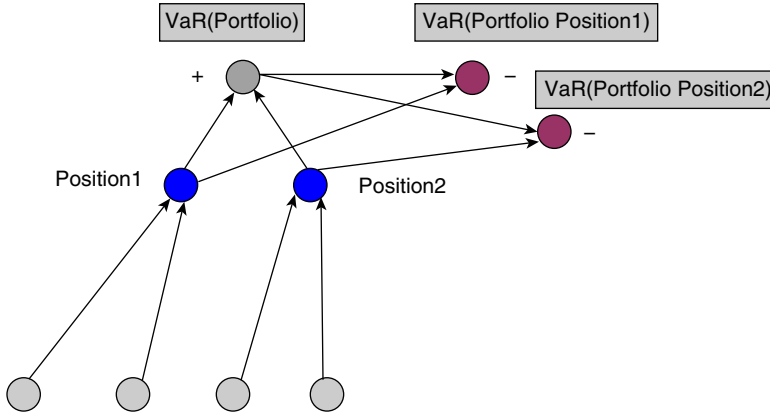 VaR(Portfolio)
VaR(Portfolio Position1)
+
–
VaR(Portfolio Position2)
–
Position1
Position2